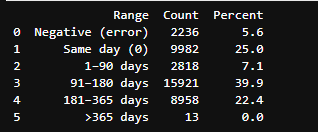 Range Count Percent
0 Negative (error) 2236 5.6
1 Same day (0) 9982 25.0
2 1–90 days 2818 7.1
3 91–180 days 15921 39.9
4 181–365 days 8958 22.4
5 >365 days 13 0.0